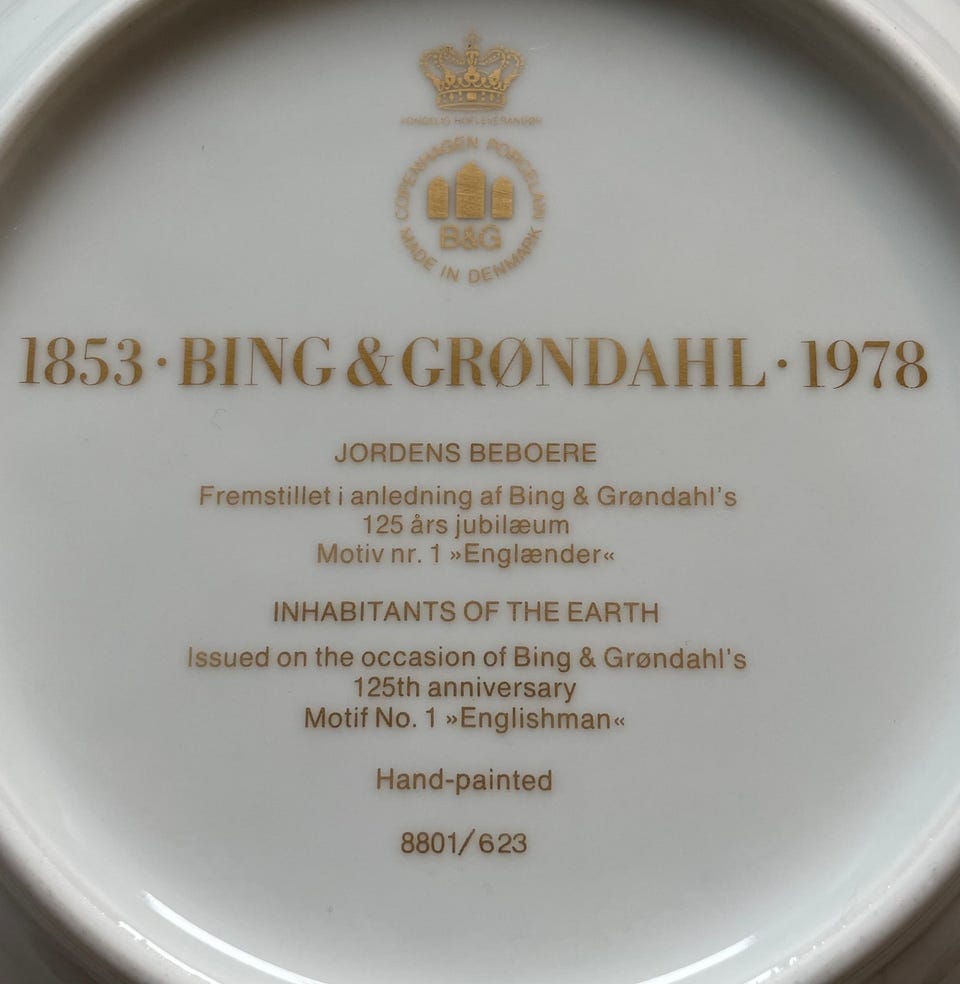 KONGELIG HOFLEVERANDØR
COPENHAGEN PORCELAIN
B&G
MADE IN DENMARK
1853·BING & GRØNDAHL·1978
JORDENS BEBOERE
Fremstillet i anledning af Bing & Grøndahl's
125 års jubilæum
Motiv nr. 1 »Englænder«
INHABITANTS OF THE EARTH
Issued on the occasion of Bing & Grøndahl's
125th anniversary
Motif No. 1 »Englishman«
Hand-painted
8801/623